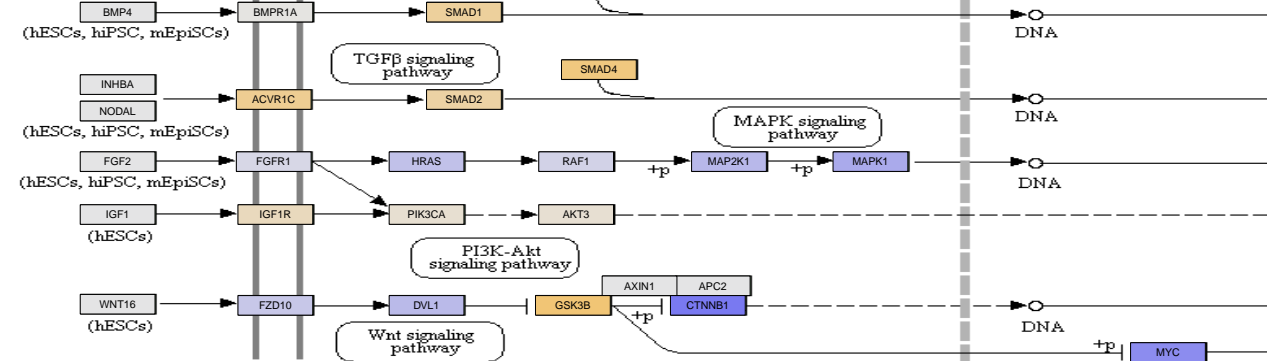 BMP4 BMPR1A SMAD1
(hESCs, hiPSC, mEpiSCs) DNA
TGFβ signaling
pathway
SMAD4
INHBA
ACVR1C SMAD2
NODAL
(hESCs, hiPSC, mEpiSCs) DNA
MAPK signaling
pathway
FGF2 FGFR1 HRAS RAF1 +p MAP2K1 +p MAPK1
(hESCs, hiPSC, mEpiSCs) DNA
IGF1 IGF1R PIK3CA AKT3
(hESCs)
PI3K-Akt
signaling pathway
AXIN1 APC2
WNT16 FZD10 DVL1 GSK3B +p CTNNB1
(hESCs) DNA
Wnt signaling
pathway
+p MYC